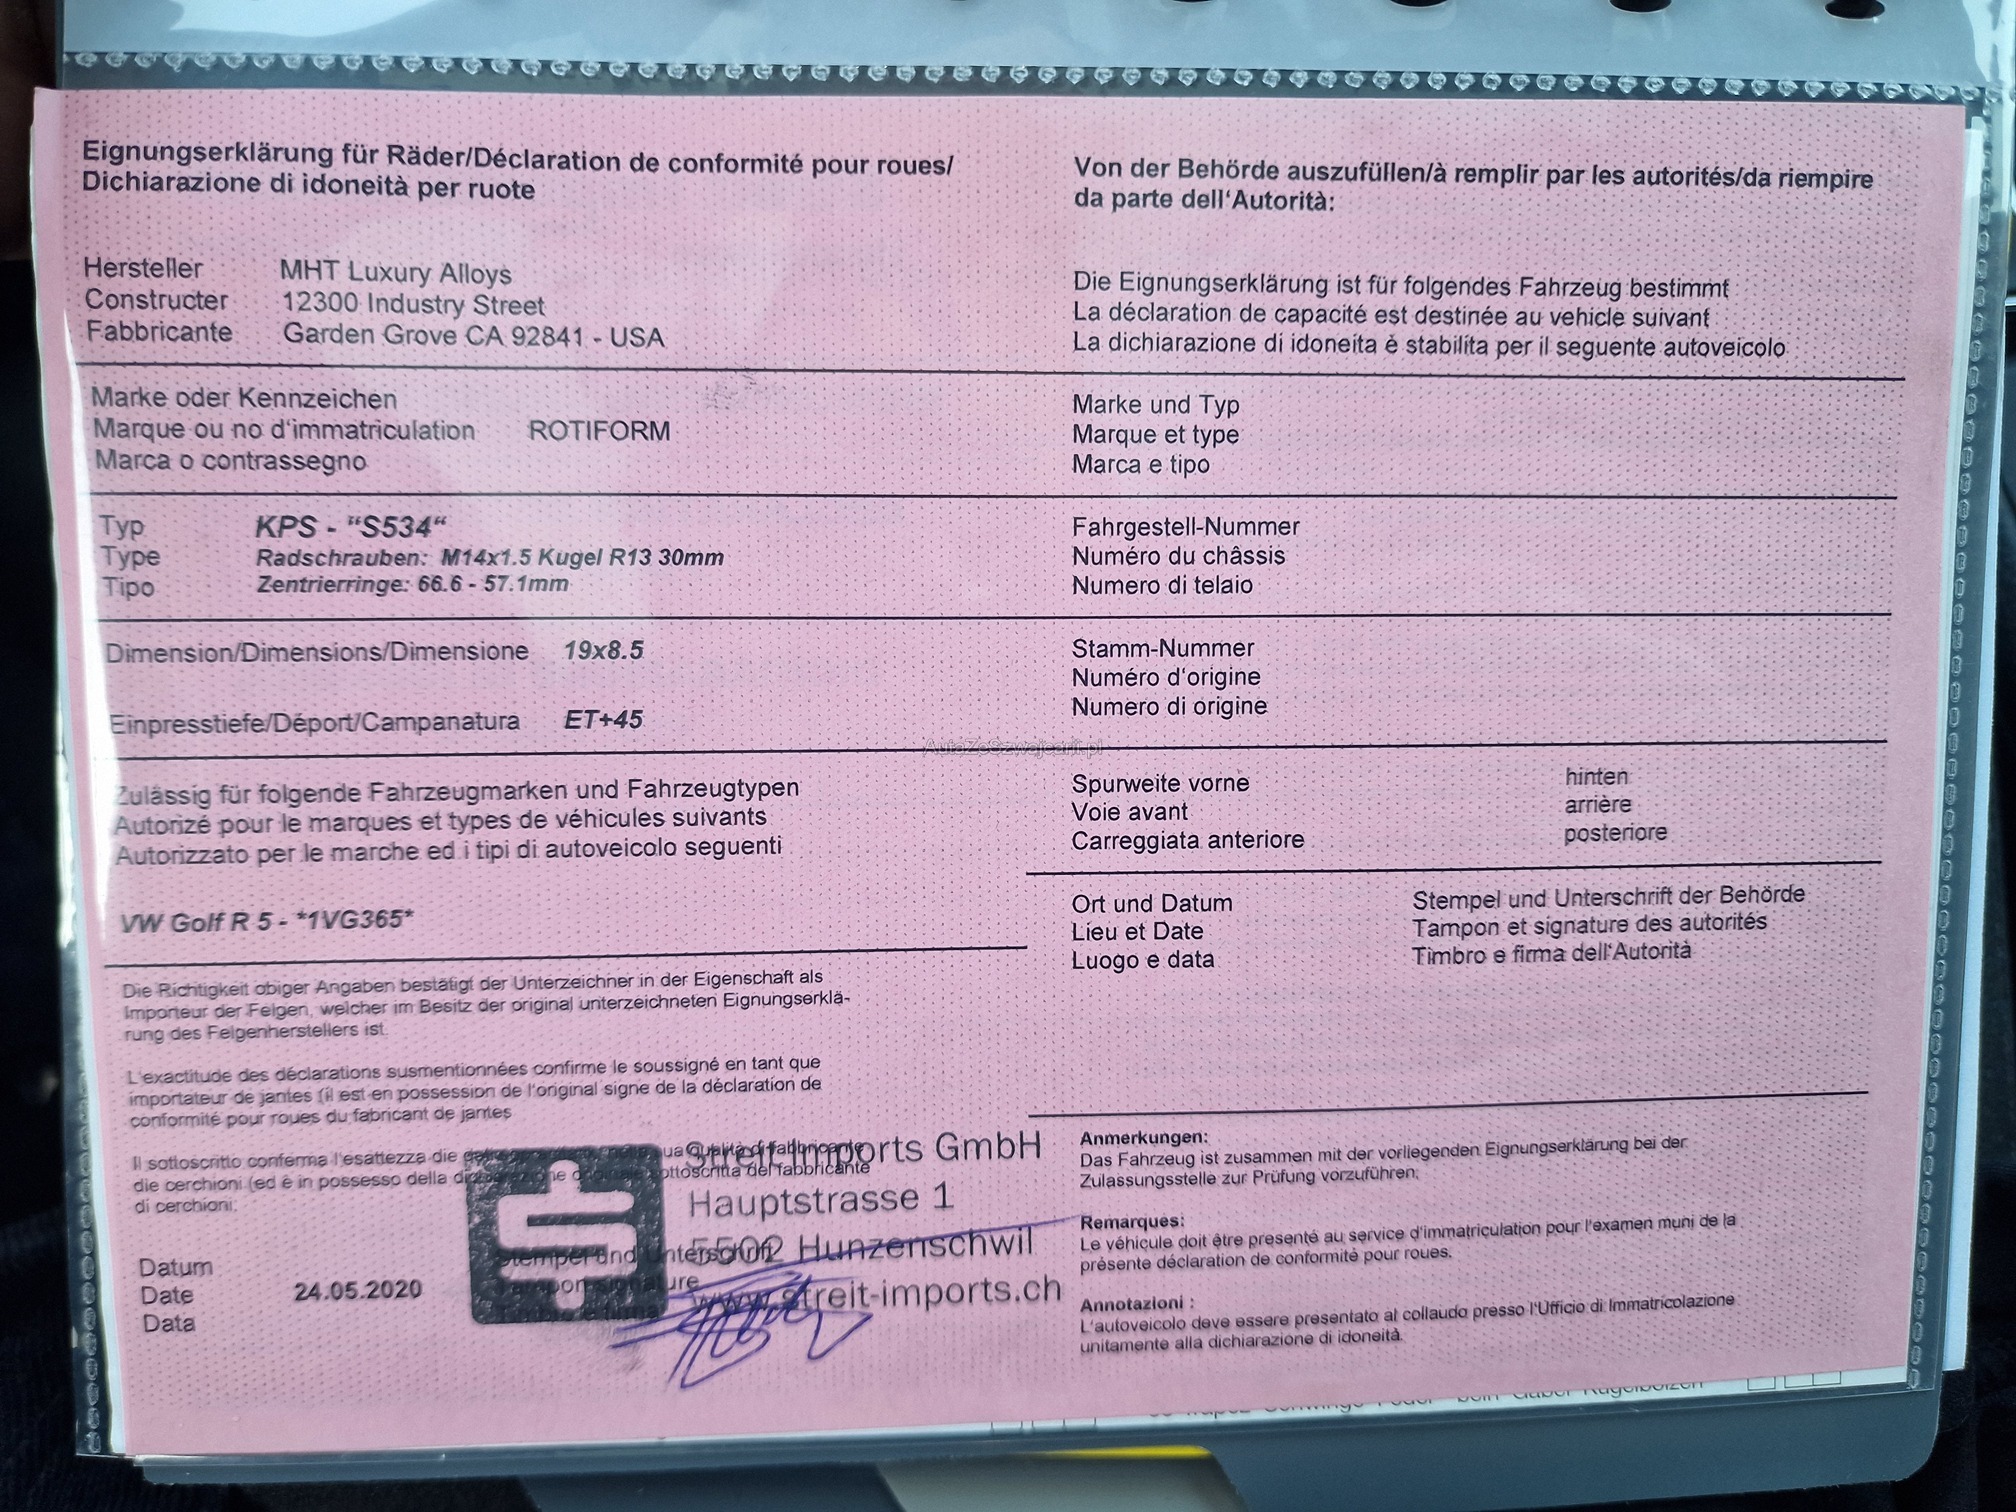 Eignungserklärung für Räder/Déclaration de conformité pour roues/
Dichiarazione di idoneità per ruote
Hersteller MHT Luxury Alloys
Constructer 12300 Industry Street
Fabbricante Garden Grove CA 92841 - USA
Marke oder Kennzeichen
Marque ou no d'immatriculation ROTIFORM
Marca o contrassegno
Typ KPS - "S534"
Type Radschrauben: M14x1.5 Kugel R13 30mm
Tipo Zentrierringe: 66.6 - 57.1mm
Dimension/Dimensions/Dimensione 19x8.5
Einpresstiefe/Déport/Campanatura ET+45
Zulässig für folgende Fahrzeugmarken und Fahrzeugtypen
Autorizé pour le marques et types de véhicules suivants
Autorizzato per le marche ed i tipi di autoveicolo seguenti
VW Golf R 5 - *1VG365*
Die Richtigkeit obiger Angaben bestätigt der Unterzeichner in der Eigenschaft als
Importeur der Felgen, welcher im Besitz der original unterzeichneten Eignungserklä-
rung des Felgenherstellers ist.
L'exactitude des déclarations susmentionnées confirme le soussigné en tant que
importateur de jantes (il est en possession de l'original signe de la déclaration de
conformité pour roues du fabricant de jantes
Il sottoscritto conferma l'esattezza die qualità di fabbricante
die cerchioni (ed è in possesso della sottoscritta del fabbricante
di cerchioni;
Stempel und Unterschrift
Tampon signature
firma
Datum
Date 24.05.2020
Data
Streit Imports GmbH
Hauptstrasse 1
5502 Hunzenschwil
www.streit-imports.ch
Von der Behörde auszufüllen/à remplir par les autorités/da riempire
da parte dell'Autorità:
Die Eignungserklärung ist für folgendes Fahrzeug bestimmt
La déclaration de capacité est destinée au vehicle suivant
La dichiarazione di idoneita è stabilita per il seguente autoveicolo
Marke und Typ
Marque et type
Marca e tipo
Fahrgestell-Nummer
Numéro du châssis
Numero di telaio
Stamm-Nummer
Numéro d'origine
Numero di origine
AutaZeSzwajcarii.pl
Spurweite vorne hinten
Voie avant arrière
Carreggiata anteriore posteriore
Ort und Datum Stempel und Unterschrift der Behörde
Lieu et Date Tampon et signature des autorités
Luogo e data Timbro e firma dell'Autorità
Anmerkungen:
Das Fahrzeug ist zusammen mit der vorliegenden Eignungserklärung bei der
Zulassungsstelle zur Prüfung vorzuführen;
Remarques:
Le véhicule doit être presenté au service d'immatriculation pour l'examen muni de la
présente déclaration de conformité pour roues.
Annotazioni :
L'autoveicolo deve essere presentato al collaudo presso l'Ufficio di Immatricolazione
unitamente alla dichiarazione di idoneità.